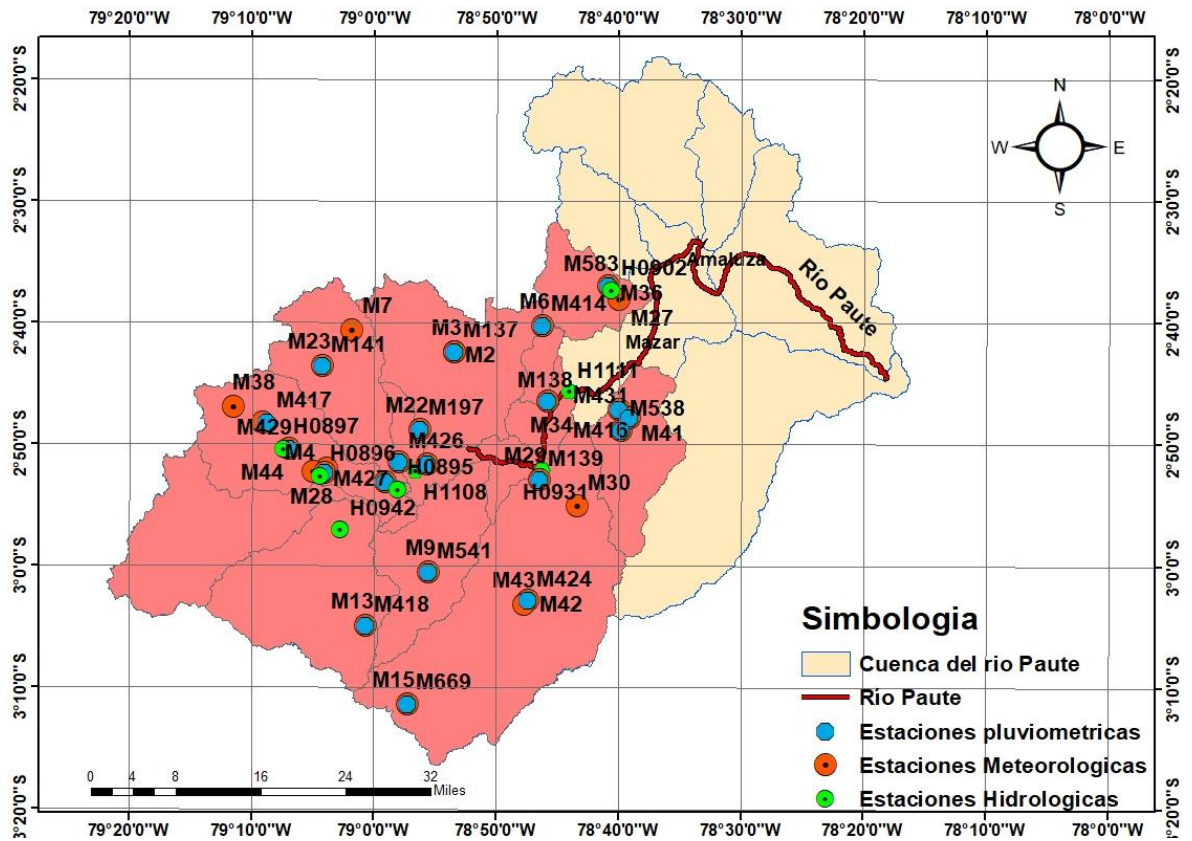 79°20'0"W 79°10'0"W 79°0'0"W 78°50'0"W 78°40'0"W 78°30'0"W 78°20'0"W 78°10'0"W 78°0'0"W
2°20'0"S 2°20'0"S
N
W E
S
2°30'0"S 2°30'0"S
Amaluza
Río Paute
M583 H0902
M36
M7
M6 M414
M27
M3 M137
Mazar
2°40'0"S 2°40'0"S
M23 M141
M2
M38
M138 H1111
M431
M417
M22 M197
M538
M429 H0897
M34 M416 M41
M426
2°50'0"S 2°50'0"S
M4 H0896
M29 M139
M44
M427 H0895
M30
M28
H1108 H0931
H0942
M9 M541
3°0'0"S 3°0'0"S
M43 M424
M13 M418
M42
Simbologia
Cuenca del rio Paute
M15 M669
3°10'0"S 3°10'0"S
Río Paute
Estaciones pluviometricas
Estaciones Meteorologicas
Estaciones Hidrologicas
0 4 8 16 24 32
Miles
3°20'0"S 3°20'0"S
79°20'0"W 79°10'0"W 79°0'0"W 78°50'0"W 78°40'0"W 78°30'0"W 78°20'0"W 78°10'0"W 78°0'0"W